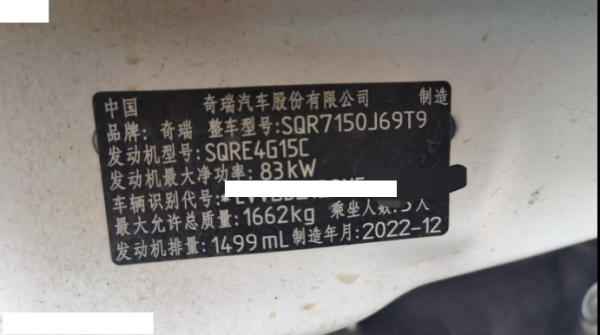 中国 奇瑞汽车股份有限公司 制造
品牌: 奇瑞 整车型号:SQR7150J69T9
发动机型号:SQRE4G15C
发动机最大净功率: 83kW
车辆识别代号:
最大允许总质量:1662kg 乘坐人数:5人
发动机排量:1499mL 制造年月:2022-12